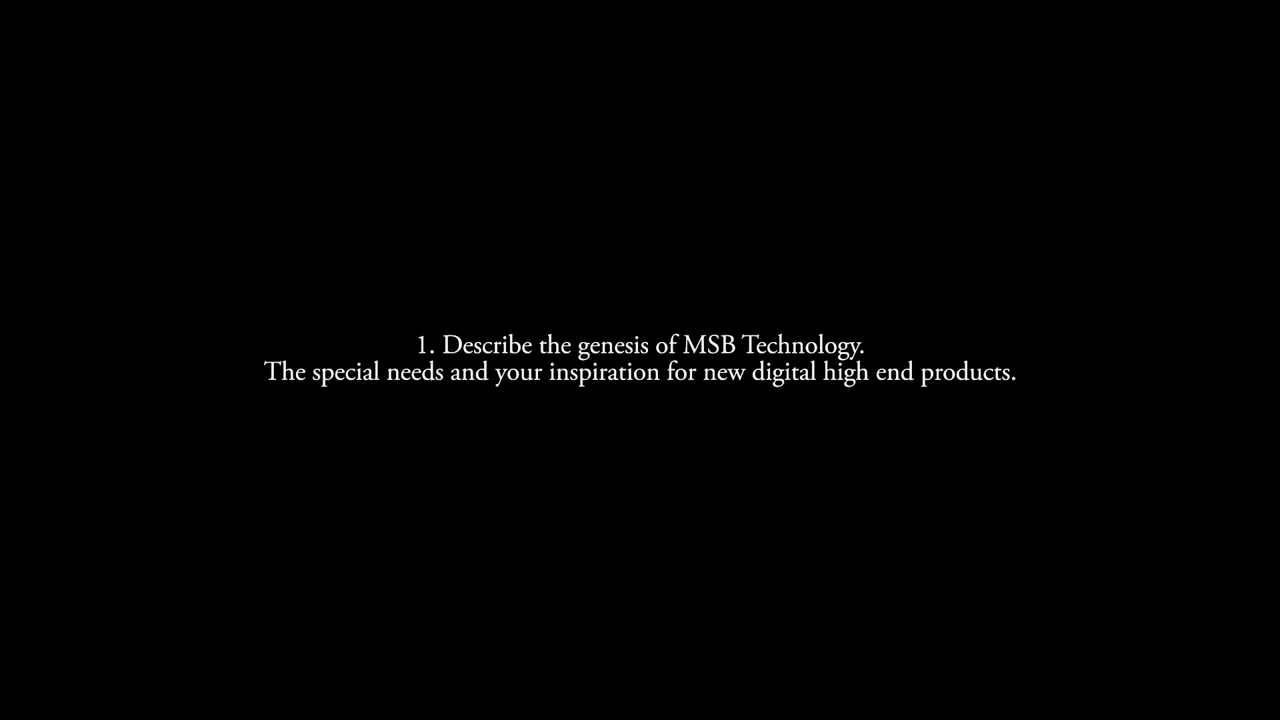 1. Describe the genesis of MSB Technology.
The special needs and your inspiration for new digital high end products.